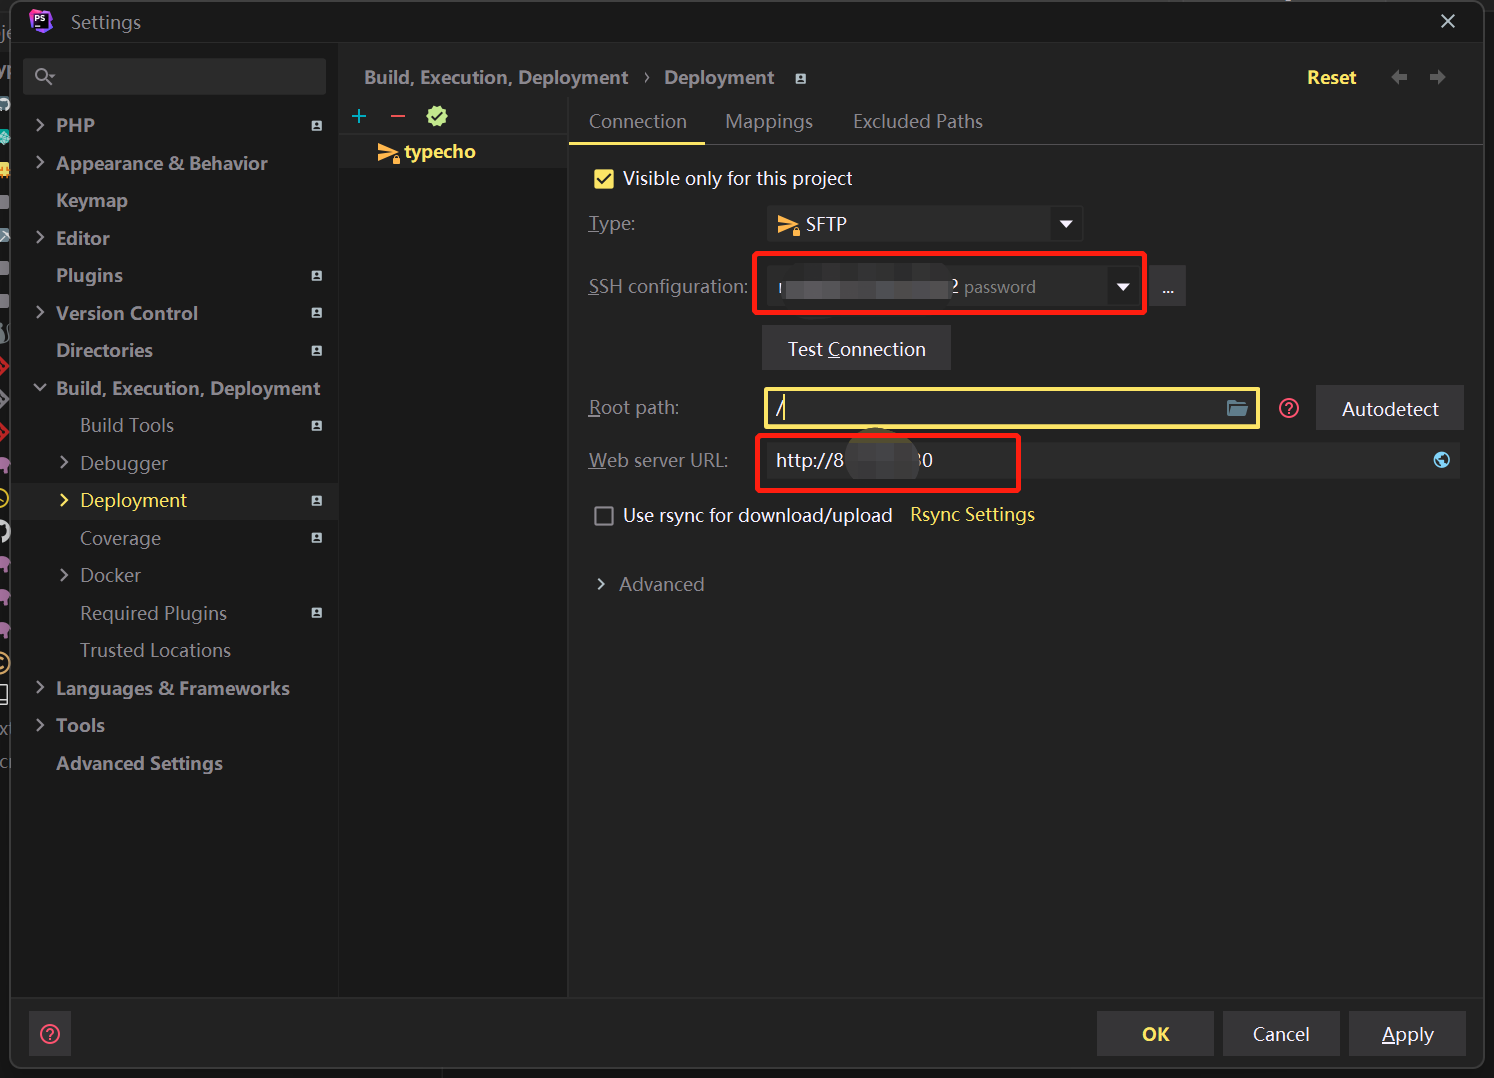 Settings
Build, Execution, Deployment › Deployment
Reset
PHP
Appearance & Behavior
Keymap
Editor
Plugins
Version Control
Directories
Build, Execution, Deployment
Build Tools
Debugger
Deployment
Coverage
Docker
Required Plugins
Trusted Locations
Languages & Frameworks
Tools
Advanced Settings
typecho
Connection Mappings Excluded Paths
Visible only for this project
Type: SFTP
SSH configuration: 2 password
...
Test Connection
Root path: /
Autodetect
Web server URL: http://8 30
Use rsync for download/upload Rsync Settings
Advanced
OK Cancel Apply